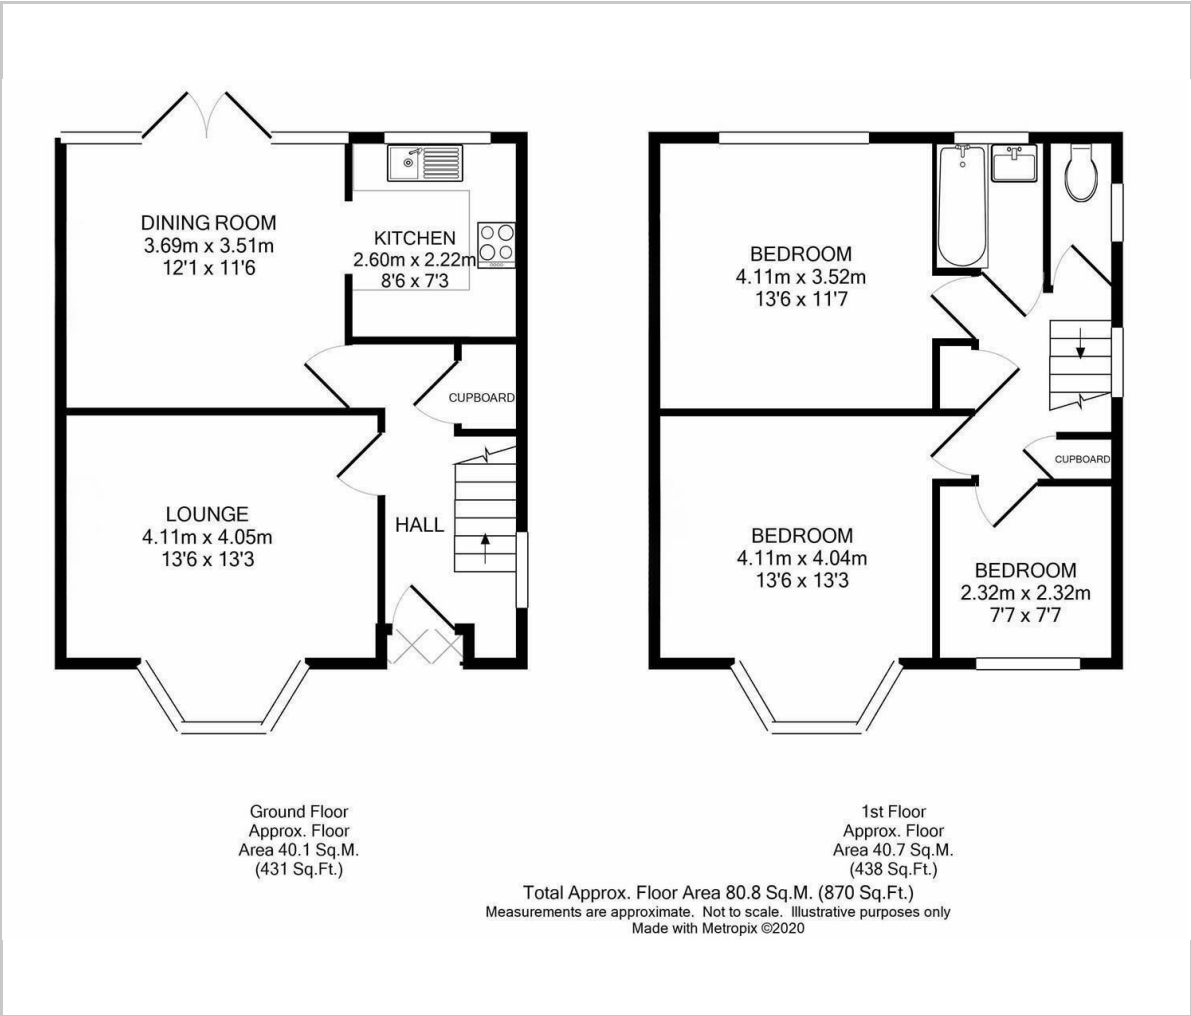 DINING ROOM
3.69m x 3.51m
12'1 x 11'6
KITCHEN
2.60m x 2.22m
8'6 x 7'3
CUPBOARD
LOUNGE
4.11m x 4.05m
13'6 x 13'3
HALL
BEDROOM
4.11m x 3.52m
13'6 x 11'7
CUPBOARD
BEDROOM
4.11m x 4.04m
13'6 x 13'3
BEDROOM
2.32m x 2.32m
7'7 x 7'7
Ground Floor
Approx. Floor
Area 40.1 Sq.M.
(431 Sq.Ft.)
1st Floor
Approx. Floor
Area 40.7 Sq.M.
(438 Sq.Ft.)
Total Approx. Floor Area 80.8 Sq.M. (870 Sq.Ft.)
Measurements are approximate. Not to scale. Illustrative purposes only
Made with Metropix ©2020